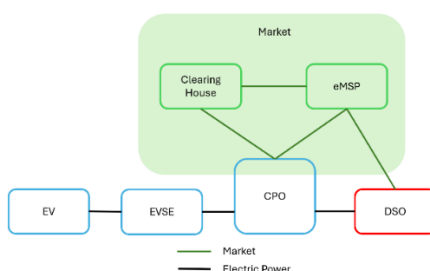 Market
Clearing
House
eMSP
EV
EVSE
CPO
DSO
Market
Electric Power